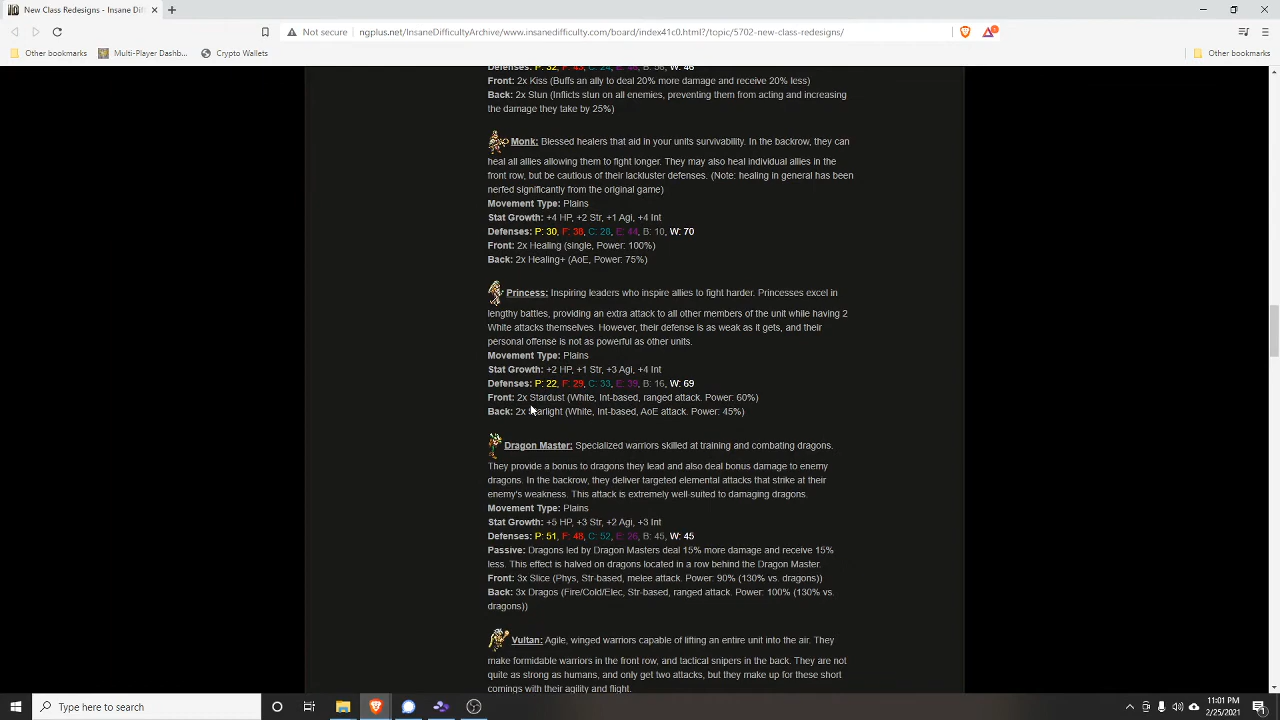 New Class Redesigns - Insane Dif
Not secure
ngplus.net/InsaneDifficultyArchive/www.insanedifficulty.com/board/index41c0.html?/topic/5702-new-class-redesigns/
Other bookmarks
Multi-Player Dashb...
Crypto Wallets
Other bookmarks
Defenses: P: 32, F: 43, C: 24, E: 48, B: 56, W: 46
Front: 2x Kiss (Buffs an ally to deal 20% more damage and receive 20% less)
Back: 2x Stun (Inflicts stun on all enemies, preventing them from acting and increasing
the damage they take by 25%)
Monk: Blessed healers that aid in your units survivability. In the backrow, they can
heal all allies allowing them to fight longer. They may also heal individual allies in the
front row, but be cautious of their lackluster defenses. (Note: healing in general has been
nerfed significantly from the original game)
Movement Type: Plains
Stat Growth: +4 HP, +2 Str, +1 Agi, +4 Int
Defenses: P: 30, F: 38, C: 28, E: 44, B: 10, W: 70
Front: 2x Healing (single, Power: 100%)
Back: 2x Healing+ (AoE, Power: 75%)
Princess: Inspiring leaders who inspire allies to fight harder. Princesses excel in
lengthy battles, providing an extra attack to all other members of the unit while having 2
White attacks themselves. However, their defense is as weak as it gets, and their
personal offense is not as powerful as other units.
Movement Type: Plains
Stat Growth: +2 HP, +1 Str, +3 Agi, +4 Int
Defenses: P: 22, F: 29, C: 33, E: 39, B: 16, W: 69
Front: 2x Stardust (White, Int-based, ranged attack. Power: 60%)
Back: 2x Starlight (White, Int-based, AoE attack. Power: 45%)
Dragon Master: Specialized warriors skilled at training and combating dragons.
They provide a bonus to dragons they lead and also deal bonus damage to enemy
dragons. In the backrow, they deliver targeted elemental attacks that strike at their
enemy's weakness. This attack is extremely well-suited to damaging dragons.
Movement Type: Plains
Stat Growth: +5 HP, +3 Str, +2 Agi, +3 Int
Defenses: P: 51, F: 48, C: 52, E: 26, B: 45, W: 45
Passive: Dragons led by Dragon Masters deal 15% more damage and receive 15%
less. This effect is halved on dragons located in a row behind the Dragon Master.
Front: 3x Slice (Phys, Str-based, melee attack. Power: 90% (130% vs. dragons))
Back: 3x Dragos (Fire/Cold/Elec, Str-based, ranged attack. Power: 100% (130% vs.
dragons))
Vultan: Agile, winged warriors capable of lifting an entire unit into the air. They
make formidable warriors in the front row, and tactical snipers in the back. They are not
quite as strong as humans, and only get two attacks, but they make up for these short
comings with their agility and flight.
Type here to search
11:01 PM
2/25/2021